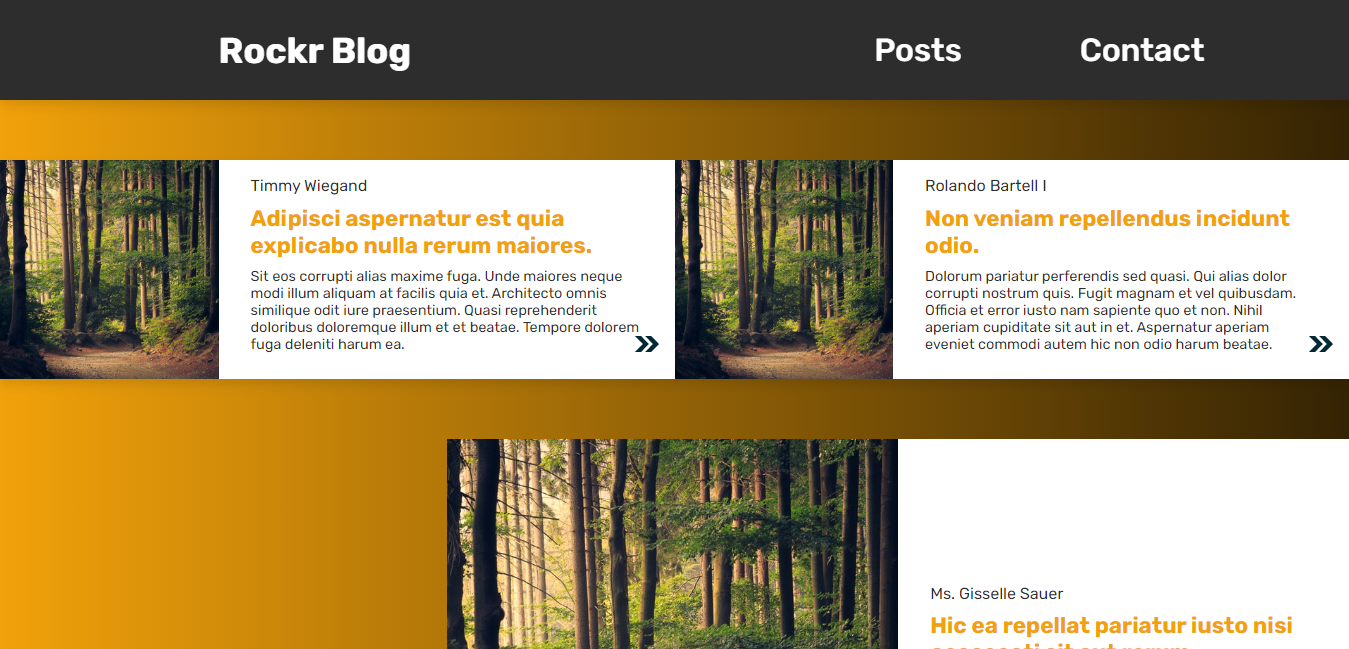 Rockr Blog
Posts
Contact
Timmy Wiegand
Adipisci aspernatur est quia
explicabo nulla rerum maiores.
Sit eos corrupti alias maxime fuga. Unde maiores neque
modi illum aliquam at facilis quia et. Architecto omnis
similique odit iure praesentium. Quasi reprehenderit
doloribus doloremque illum et et beatae. Tempore dolorem
fuga deleniti harum ea.
Rolando Bartell I
Non veniam repellendus incidunt
odio.
Dolorum pariatur perferendis sed quasi. Qui alias dolor
corrupti nostrum quis. Fugit magnam et vel quibusdam.
Officia et error iusto nam sapiente quo et non. Nihil
aperiam cupiditate sit aut in et. Aspernatur aperiam
eveniet commodi autem hic non odio harum beatae.
Ms. Gisselle Sauer
Hic ea repellat pariatur iusto nisi